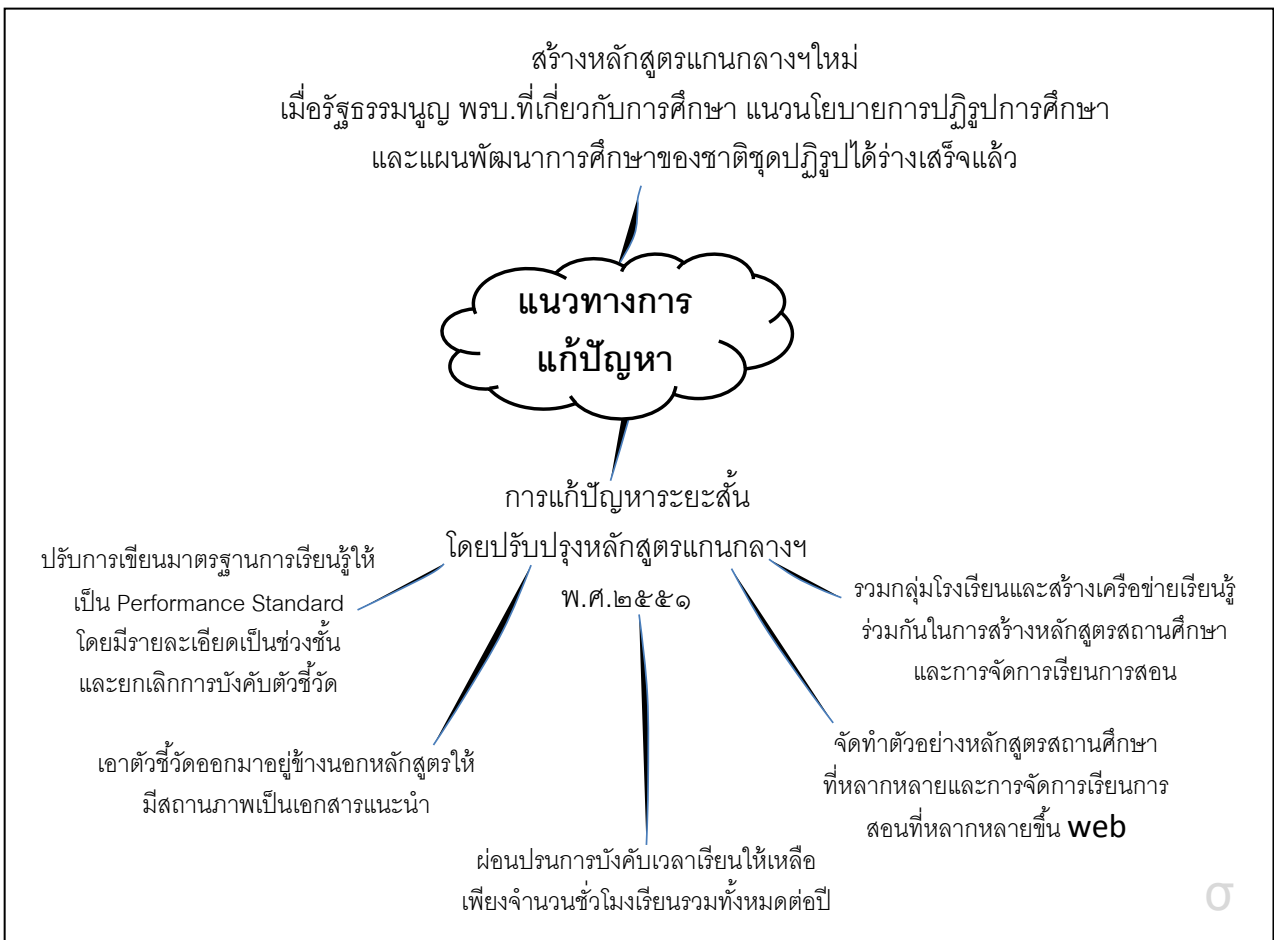 สร้างหลักสูตรแกนกลางฯใหม่
เมื่อรัฐธรรมนูญ พรบ.ที่เกี่ยวกับการศึกษา แนวนโยบายการปฏิรูปการศึกษา
และแผนพัฒนาการศึกษาของชาติชุดปฏิรูปได้ร่างเสร็จแล้ว
แนวทางการ
แก้ปัญหา
การแก้ปัญหาระยะสั้น
โดยปรับปรุงหลักสูตรแกนกลางฯ
พ.ศ.๒๕๕๑
ปรับการเขียนมาตรฐานการเรียนรู้ให้
เป็น Performance Standard
โดยมีรายละเอียดเป็นช่วงชั้น
และยกเลิกการบังคับตัวชี้วัด
เอาตัวชี้วัดออกมาอยู่ข้างนอกหลักสูตรให้
มีสถานภาพเป็นเอกสารแนะนำ
ผ่อนปรนการบังคับเวลาเรียนให้เหลือ
เพียงจำนวนชั่วโมงเรียนรวมทั้งหมดต่อปี
จัดทำตัวอย่างหลักสูตรสถานศึกษา
ที่หลากหลายและการจัดการเรียนการ
สอนที่หลากหลายขึ้น web
รวมกลุ่มโรงเรียนและสร้างเครือข่ายเรียนรู้
ร่วมกันในการสร้างหลักสูตรสถานศึกษา
และการจัดการเรียนการสอน
σ